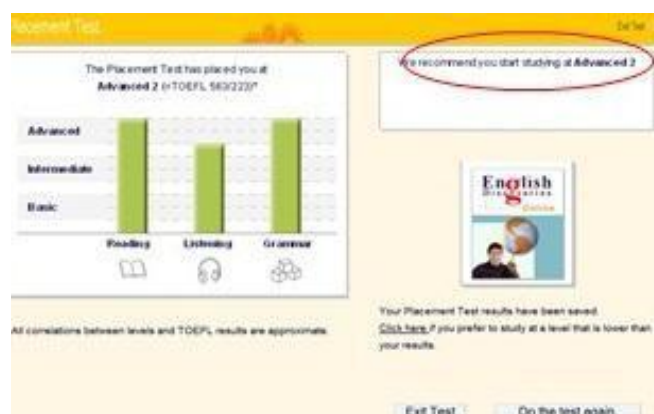 Placement Test
Exit Test
The Placement Test has placed you at
Advanced 2 (=TOEFL 563/223)*
Advanced
Intermediate
Basic
Reading
Listening
Grammar
All correlations between levels and TOEFL results are approximate.
We recommend you start studying at Advanced 2
English
Discoveries
Online
Your Placement Test results have been saved.
Click here if you prefer to study at a level that is lower than
your results.
Exit Test
Do the test again